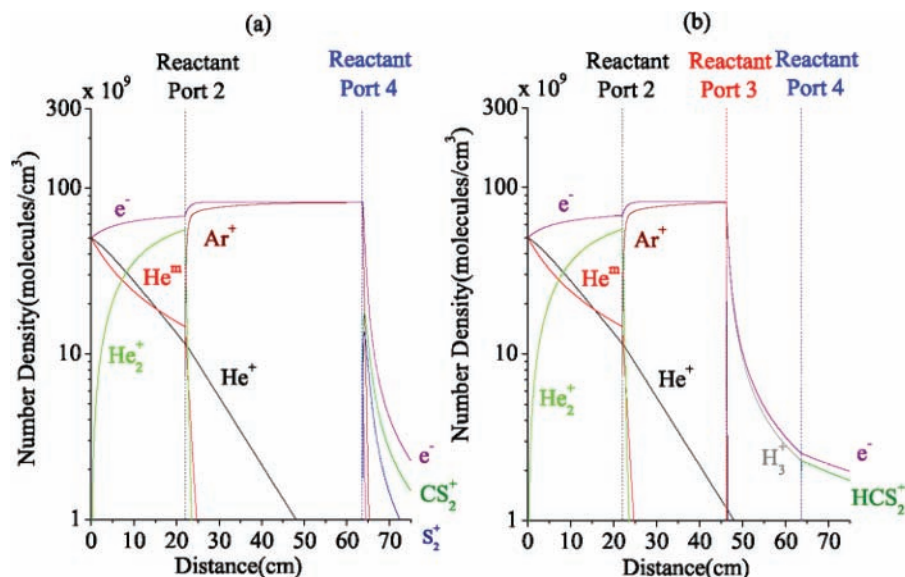 (a)
Reactant
Port 2
Reactant
Port 4
x 10⁹
300
100
10
1
Number Density(molecules/cm³)
e⁻
Ar⁺
Heᵐ
He₂⁺
He⁺
e⁻
CS₂⁺
S₂⁺
0 10 20 30 40 50 60 70
Distance(cm)
(b)
Reactant
Port 2
Reactant
Port 3
Reactant
Port 4
x 10⁹
300
100
10
1
Number Density(molecules/cm³)
e⁻
Ar⁺
Heᵐ
He₂⁺
He⁺
H₃⁺
e⁻
HCS₂⁺
0 10 20 30 40 50 60 70
Distance(cm)